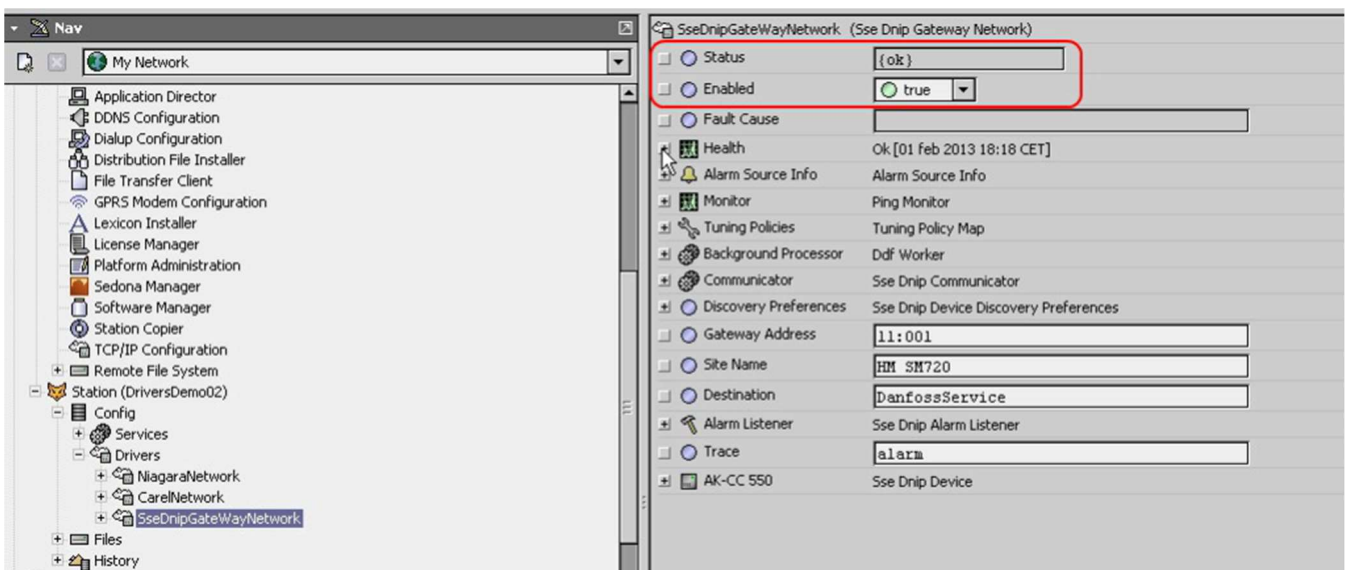 Nav
My Network
Application Director
DDNS Configuration
Dialup Configuration
Distribution File Installer
File Transfer Client
GPRS Modem Configuration
Lexicon Installer
License Manager
Platform Administration
Sedona Manager
Software Manager
Station Copier
TCP/IP Configuration
Remote File System
Station (DriversDemo02)
Config
Services
Drivers
NiagaraNetwork
CarelNetwork
SseDnipGateWayNetwork
Files
History
SseDnipGateWayNetwork (Sse Dnip Gateway Network)
Status {ok}
Enabled true
Fault Cause
Health Ok [01 feb 2013 18:18 CET]
Alarm Source Info Alarm Source Info
Monitor Ping Monitor
Tuning Policies Tuning Policy Map
Background Processor Ddf Worker
Communicator Sse Dnip Communicator
Discovery Preferences Sse Dnip Device Discovery Preferences
Gateway Address 11:001
Site Name HM SM720
Destination DanfossService
Alarm Listener Sse Dnip Alarm Listener
Trace alarm
AK-CC 550 Sse Dnip Device